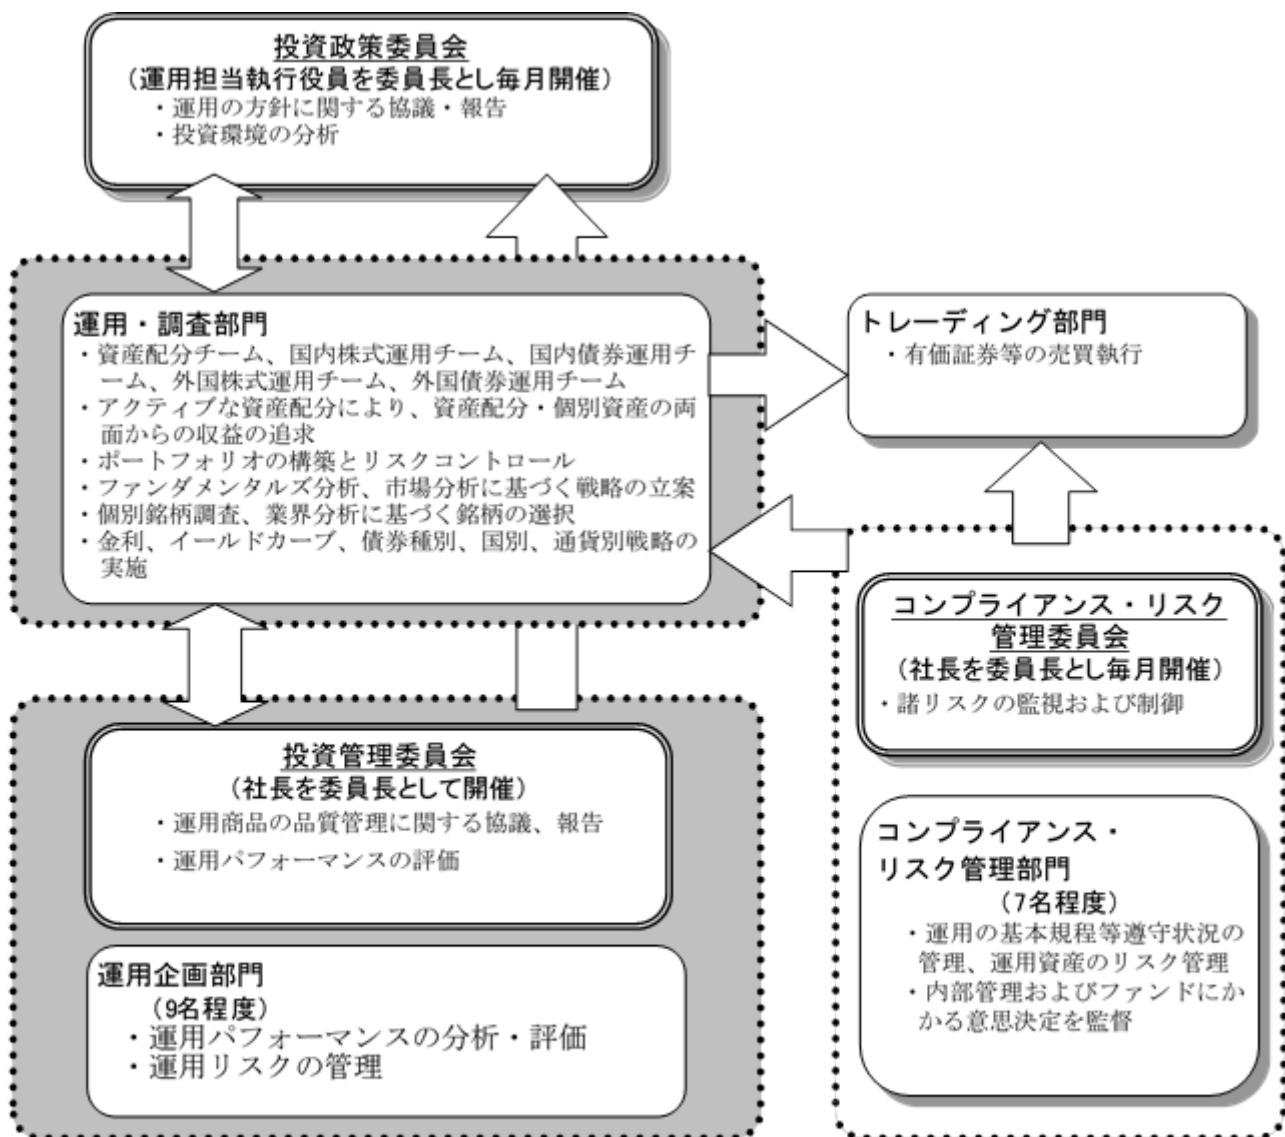 投資政策委員会
（運用担当執行役員を委員長とし毎月開催）
・運用の方針に関する協議・報告
・投資環境の分析
運用・調査部門
・資産配分チーム、国内株式運用チーム、国内債券運用チ
ーム、外国株式運用チーム、外国債券運用チーム
・アクティブな資産配分により、資産配分・個別資産の両
面からの収益の追求
・ポートフォリオの構築とリスクコントロール
・ファンダメンタルズ分析、市場分析に基づく戦略の立案
・個別銘柄調査、業界分析に基づく銘柄の選択
・金利、イールドカーブ、債券種別、国別、通貨別戦略の
実施
トレーディング部門
・有価証券等の売買執行
投資管理委員会
（社長を委員長として開催）
・運用商品の品質管理に関する協議、報告
・運用パフォーマンスの評価
運用企画部門
（9名程度）
・運用パフォーマンスの分析・評価
・運用リスクの管理
コンプライアンス・リスク
管理委員会
（社長を委員長とし毎月開催）
・諸リスクの監視および制御
コンプライアンス・
リスク管理部門
（7名程度）
・運用の基本規程等遵守状況の
管理、運用資産のリスク管理
・内部管理およびファンドにか
かる意思決定を監督